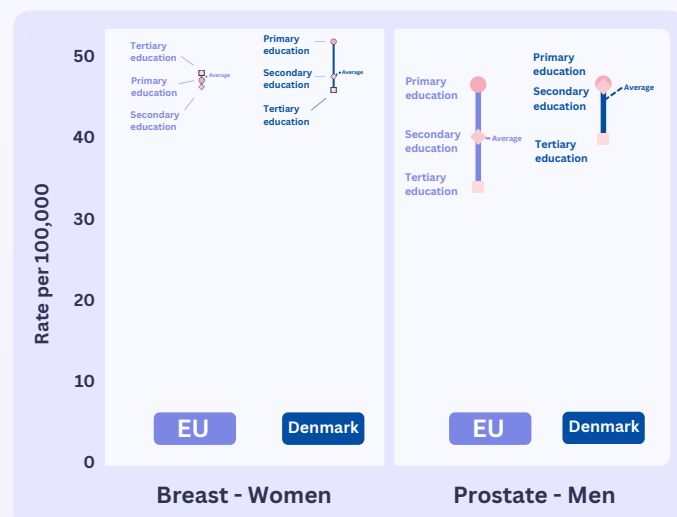 Rate per 100,000
50
40
30
20
10
0
Tertiary
education
Primary
education
Secondary
education
Average
Primary
education
Secondary
education
Tertiary
education
Average
EU
Denmark
Breast - Women
Primary
education
Secondary
education
Tertiary
education
Average
Primary
education
Secondary
education
Tertiary
education
Average
EU
Denmark
Prostate - Men